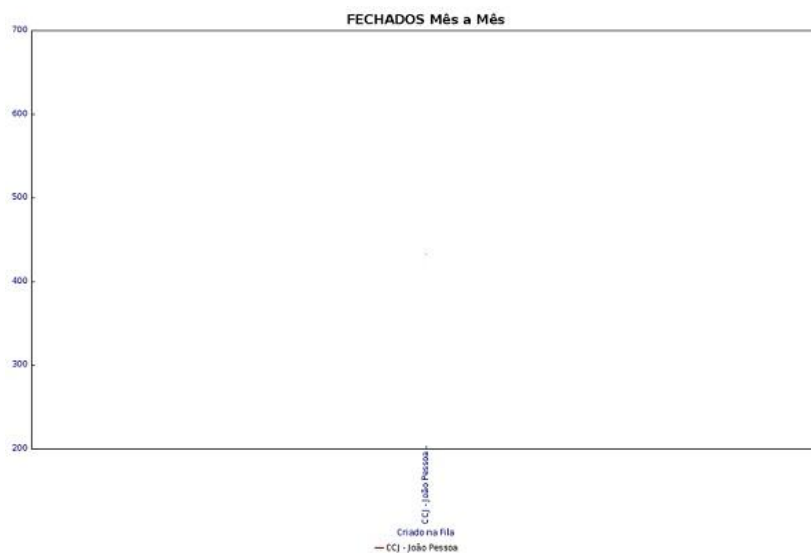 FECHADOS Mês a Mês
700
600
500
400
300
200
CCJ - João Pessoa
Criado na Fila
CCJ - João Pessoa